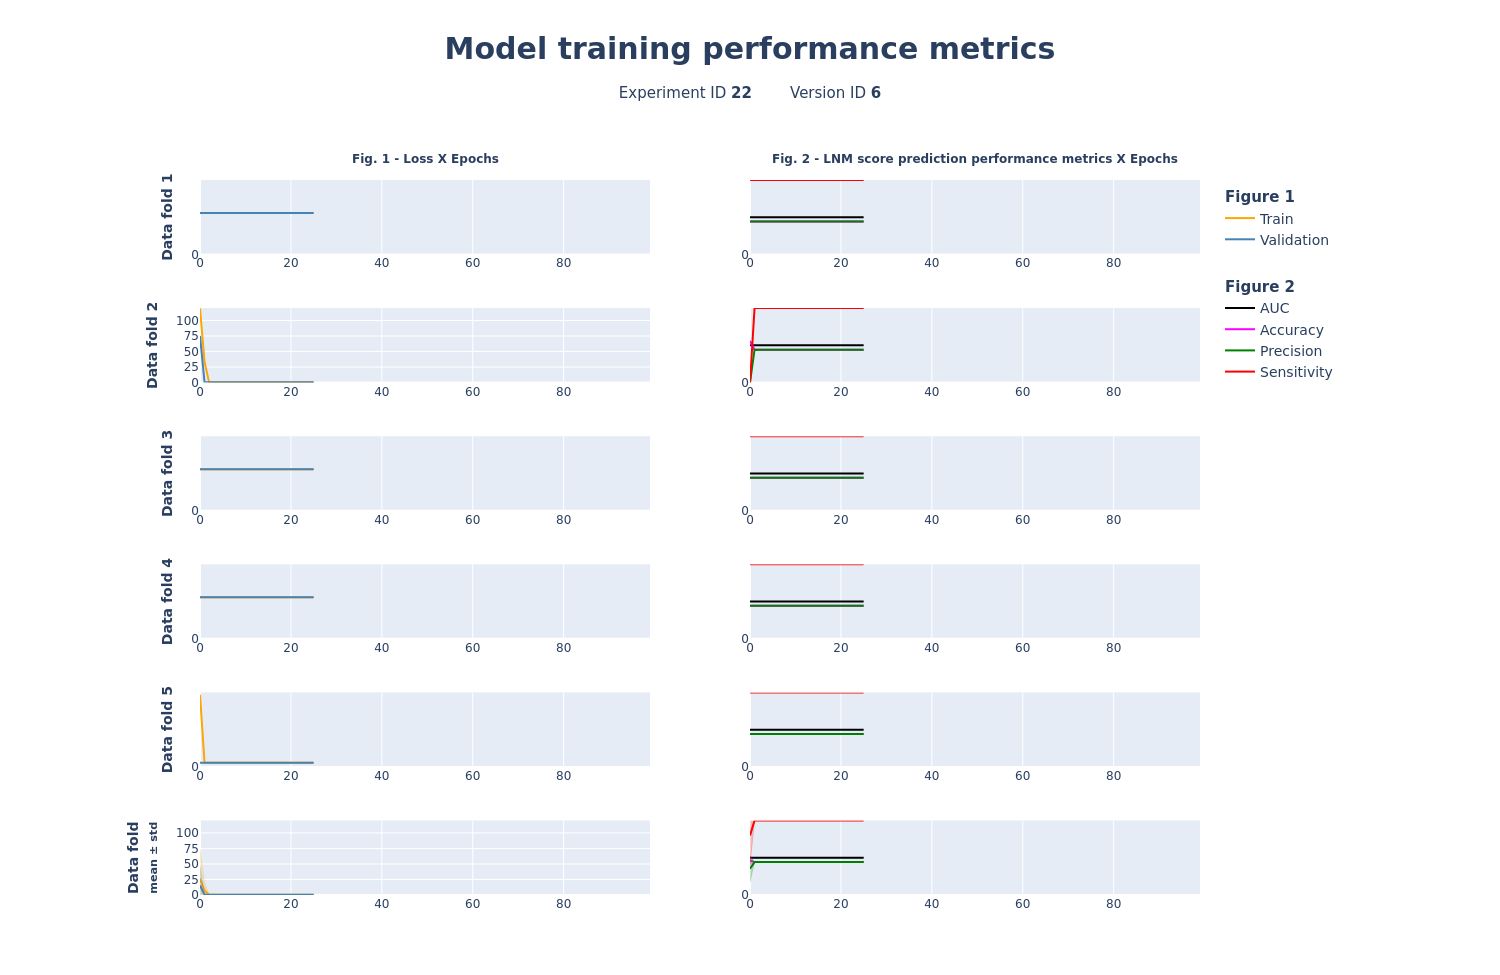 Model training performance metrics
Experiment ID 22 Version ID 6
Fig. 1 - Loss X Epochs
Fig. 2 - LNM score prediction performance metrics X Epochs
Data fold 1
0
0 20 40 60 80
0
0 20 40 60 80
Figure 1
Train
Validation
Figure 2
AUC
Accuracy
Precision
Sensitivity
Data fold 2
100
75
50
25
0
0 20 40 60 80
0
0 20 40 60 80
Data fold 3
0
0 20 40 60 80
0
0 20 40 60 80
Data fold 4
0
0 20 40 60 80
0
0 20 40 60 80
Data fold 5
0
0 20 40 60 80
0
0 20 40 60 80
Data fold
mean ± std
100
75
50
25
0
0 20 40 60 80
0
0 20 40 60 80